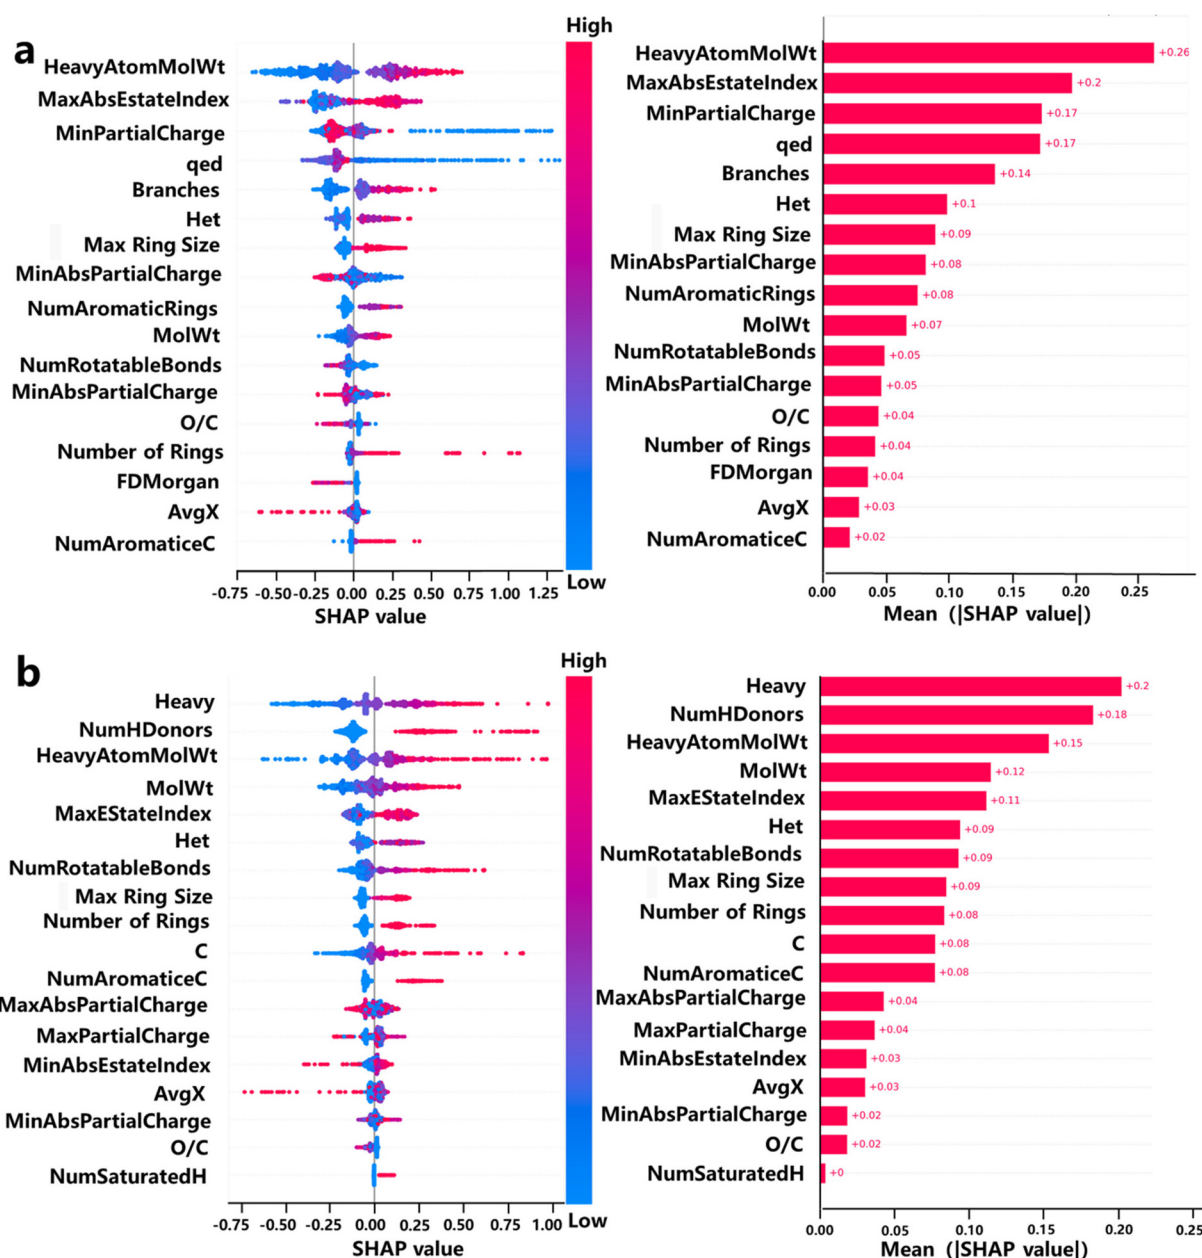 a
High
HeavyAtomMolWt
MaxAbsEstateIndex
MinPartialCharge
qed
Branches
Het
Max Ring Size
MinAbsPartialCharge
NumAromaticRings
MolWt
NumRotatableBonds
MinAbsPartialCharge
O/C
Number of Rings
FDMorgan
AvgX
NumAromaticeC
Low
-0.75 -0.50 -0.25 0.00 0.25 0.50 0.75 1.00 1.25
SHAP value
HeavyAtomMolWt +0.26
MaxAbsEstateIndex +0.2
MinPartialCharge +0.17
qed +0.17
Branches +0.14
Het +0.1
Max Ring Size +0.09
MinAbsPartialCharge +0.08
NumAromaticRings +0.08
MolWt +0.07
NumRotatableBonds +0.05
MinAbsPartialCharge +0.05
O/C +0.04
Number of Rings +0.04
FDMorgan +0.04
AvgX +0.03
NumAromaticeC +0.02
0.00 0.05 0.10 0.15 0.20 0.25
Mean (|SHAP value|)
b
High
Heavy
NumHDonors
HeavyAtomMolWt
MolWt
MaxEStateIndex
Het
NumRotatableBonds
Max Ring Size
Number of Rings
C
NumAromaticeC
MaxAbsPartialCharge
MaxPartialCharge
MinAbsEstateIndex
AvgX
MinAbsPartialCharge
O/C
NumSaturatedH
Low
-0.75 -0.50 -0.25 0.00 0.25 0.50 0.75 1.00
SHAP value
Heavy +0.2
NumHDonors +0.18
HeavyAtomMolWt +0.15
MolWt +0.12
MaxEStateIndex +0.11
Het +0.09
NumRotatableBonds +0.09
Max Ring Size +0.09
Number of Rings +0.08
C +0.08
NumAromaticeC +0.08
MaxAbsPartialCharge +0.04
MaxPartialCharge +0.04
MinAbsEstateIndex +0.03
AvgX +0.03
MinAbsPartialCharge +0.02
O/C +0.02
NumSaturatedH +0
0.00 0.05 0.10 0.15 0.20 0.25
Mean (|SHAP value|)